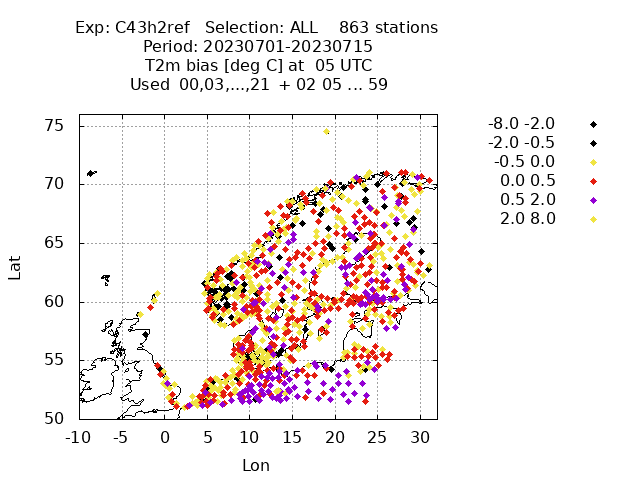 Exp: C43h2ref   Selection: ALL    863 stations
Period: 20230701-20230715
T2m bias [deg C] at  05 UTC
Used  00,03,...,21  + 02 05 ... 59
-8.0 -2.0
-2.0 -0.5
-0.5 0.0
0.0 0.5
0.5 2.0
2.0 8.0
75
70
65
60
55
50
Lat
-10 -5 0 5 10 15 20 25 30
Lon